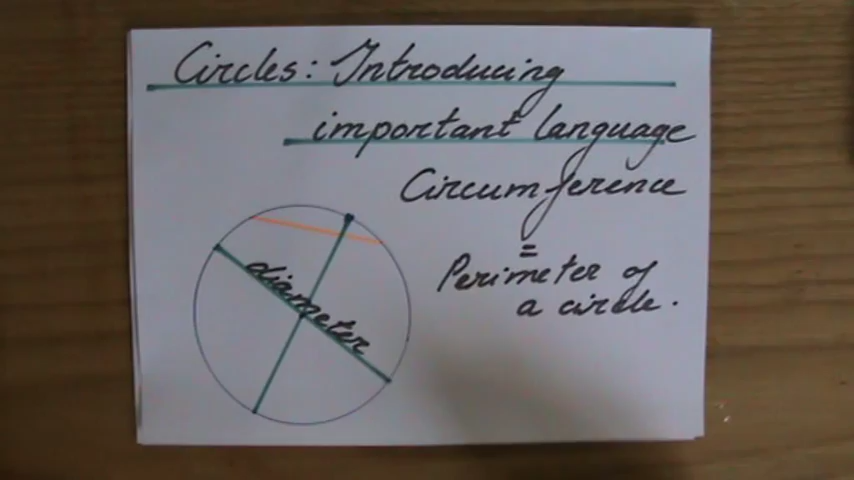 Circles: Introducing
important language
Circumference
=
Perimeter of
a circle.
diameter